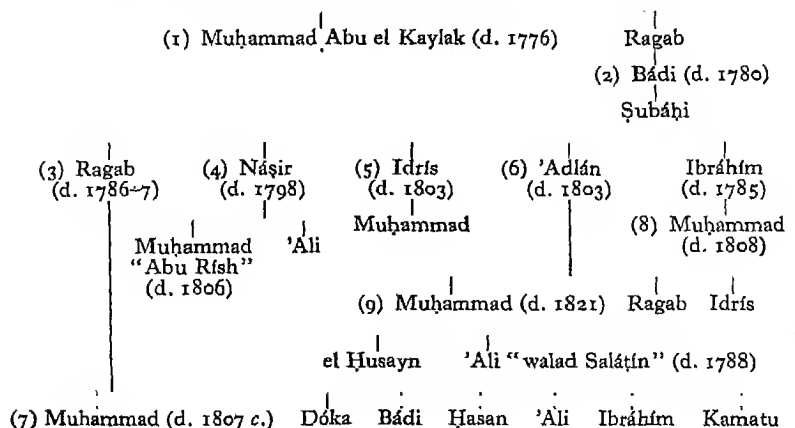 (1) Muḥammad Abu el Kaylak (d. 1776) Ragab
(2) Bádi (d. 1780)
Ṣubáḥi
(3) Ragab (4) Náṣir (5) Idrís (6) 'Adlán Ibráhím
(d. 1786–7) (d. 1798) (d. 1803) (d. 1803) (d. 1785)
Muḥammad (8) Muḥammad
Muḥammad 'Ali (d. 1808)
"Abu Rísh"
(d. 1806)
(9) Muḥammad (d. 1821) Ragab Idrís
el Ḥusayn 'Ali "walad Salátín" (d. 1788)
(7) Muḥammad (d. 1807 c.) Dóka Bádi Ḥasan 'Ali Ibráhím Kamatu